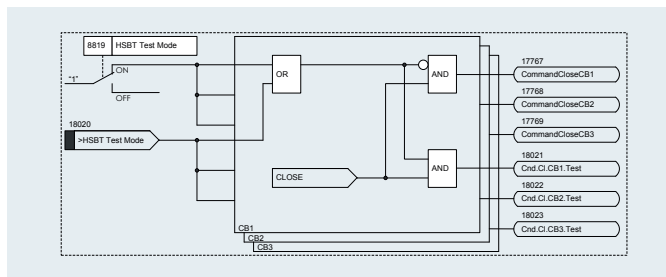 8819 HSBT Test Mode
"1"
ON
OFF
18020
>HSBT Test Mode
OR
CLOSE
AND
AND
CB1
CB2
CB3
17767
CommandCloseCB1
17768
CommandCloseCB2
17769
CommandCloseCB3
18021
Cnd.Cl.CB1.Test
18022
Cnd.Cl.CB2.Test
18023
Cnd.Cl.CB3.Test